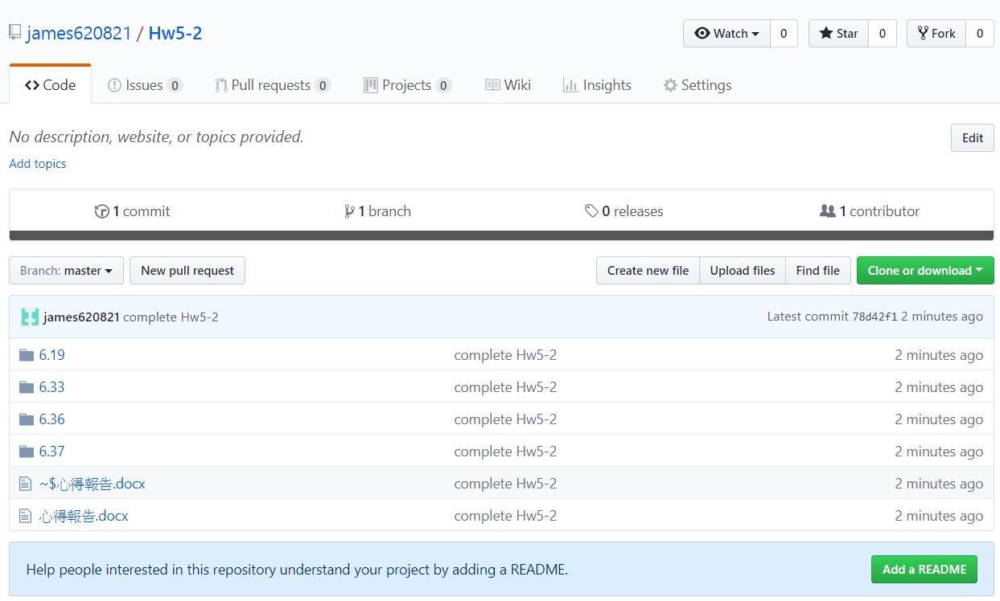 james620821 / Hw5-2 Watch 0 Star 0 Fork 0
Code Issues 0 Pull requests 0 Projects 0 Wiki Insights Settings
No description, website, or topics provided. Edit
Add topics
1 commit 1 branch 0 releases 1 contributor
Branch: master New pull request Create new file Upload files Find file Clone or download
james620821 complete Hw5-2 Latest commit 78d42f1 2 minutes ago
6.19 complete Hw5-2 2 minutes ago
6.33 complete Hw5-2 2 minutes ago
6.36 complete Hw5-2 2 minutes ago
6.37 complete Hw5-2 2 minutes ago
~$心得報告.docx complete Hw5-2 2 minutes ago
心得報告.docx complete Hw5-2 2 minutes ago
Help people interested in this repository understand your project by adding a README. Add a README